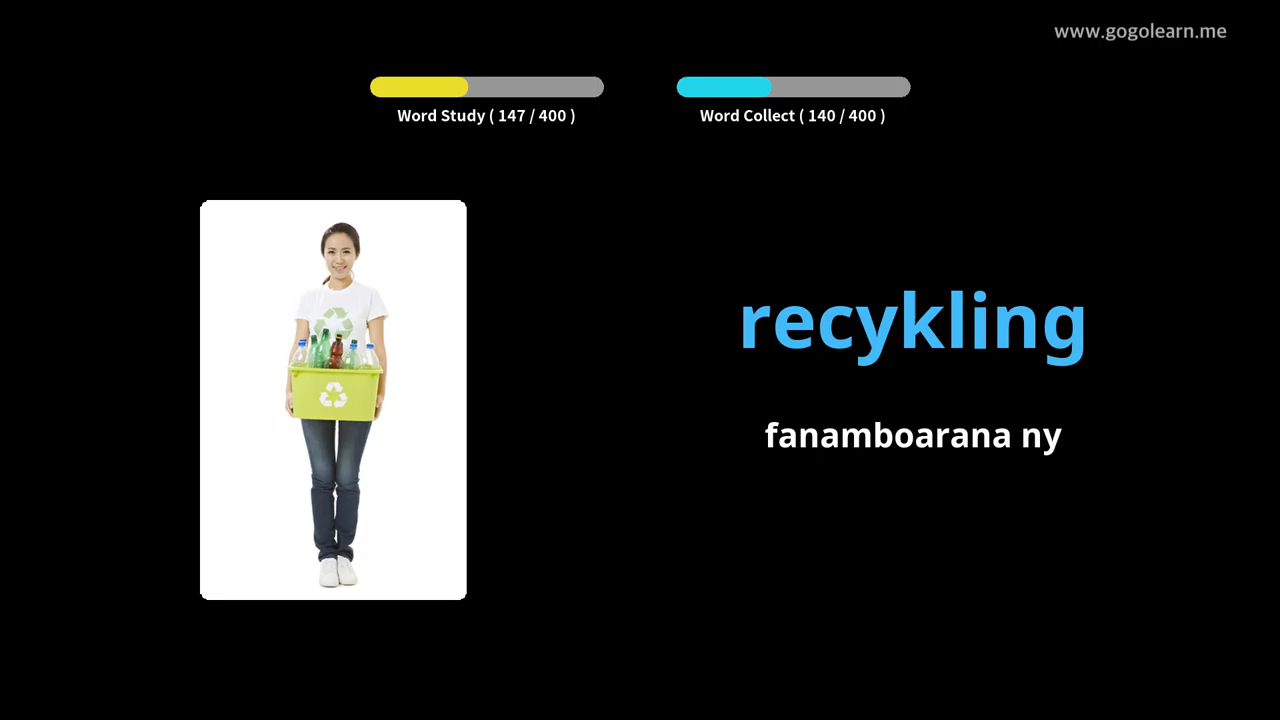 www.gogolearn.me
Word Study ( 147 / 400 )
Word Collect ( 140 / 400 )
recykling
fanamboarana ny